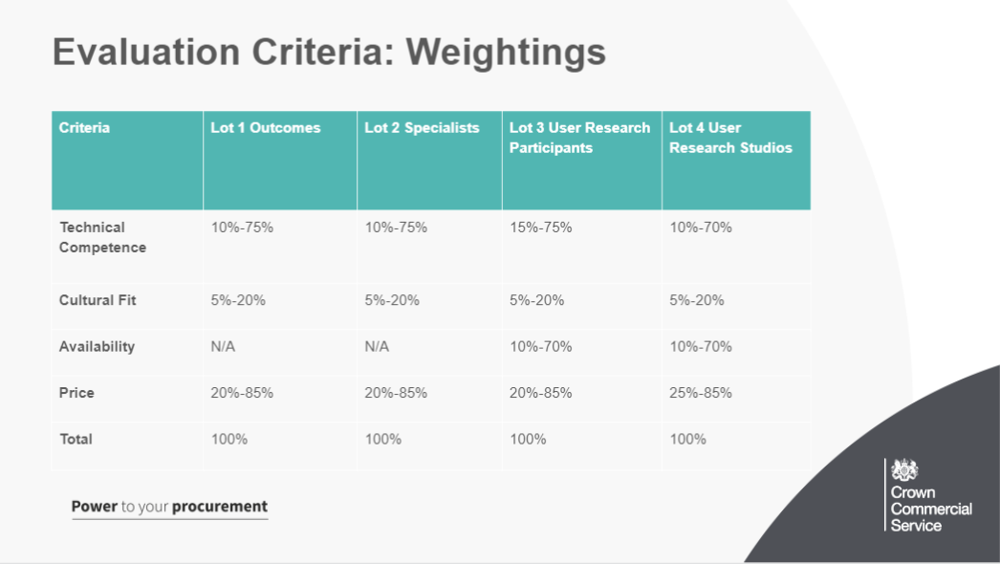 Evaluation Criteria: Weightings
Criteria Lot 1 Outcomes Lot 2 Specialists Lot 3 User Research Participants Lot 4 User Research Studios
Technical Competence 10%-75% 10%-75% 15%-75% 10%-70%
Cultural Fit 5%-20% 5%-20% 5%-20% 5%-20%
Availability N/A N/A 10%-70% 10%-70%
Price 20%-85% 20%-85% 20%-85% 25%-85%
Total 100% 100% 100% 100%
Power to your procurement
Crown
Commercial
Service